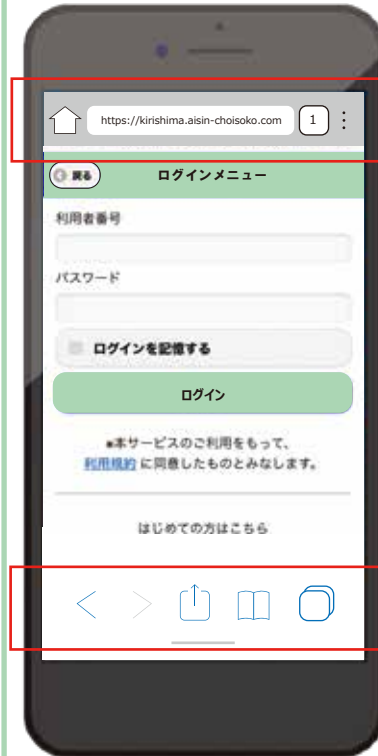 https://kirishima.aisin-choisoko.com 1
戻る ログインメニュー
利用者番号
パスワード
ログインを記憶する
ログイン
※本サービスのご利用をもって、
利用規約 に同意したものとみなします。
はじめての方はこちら